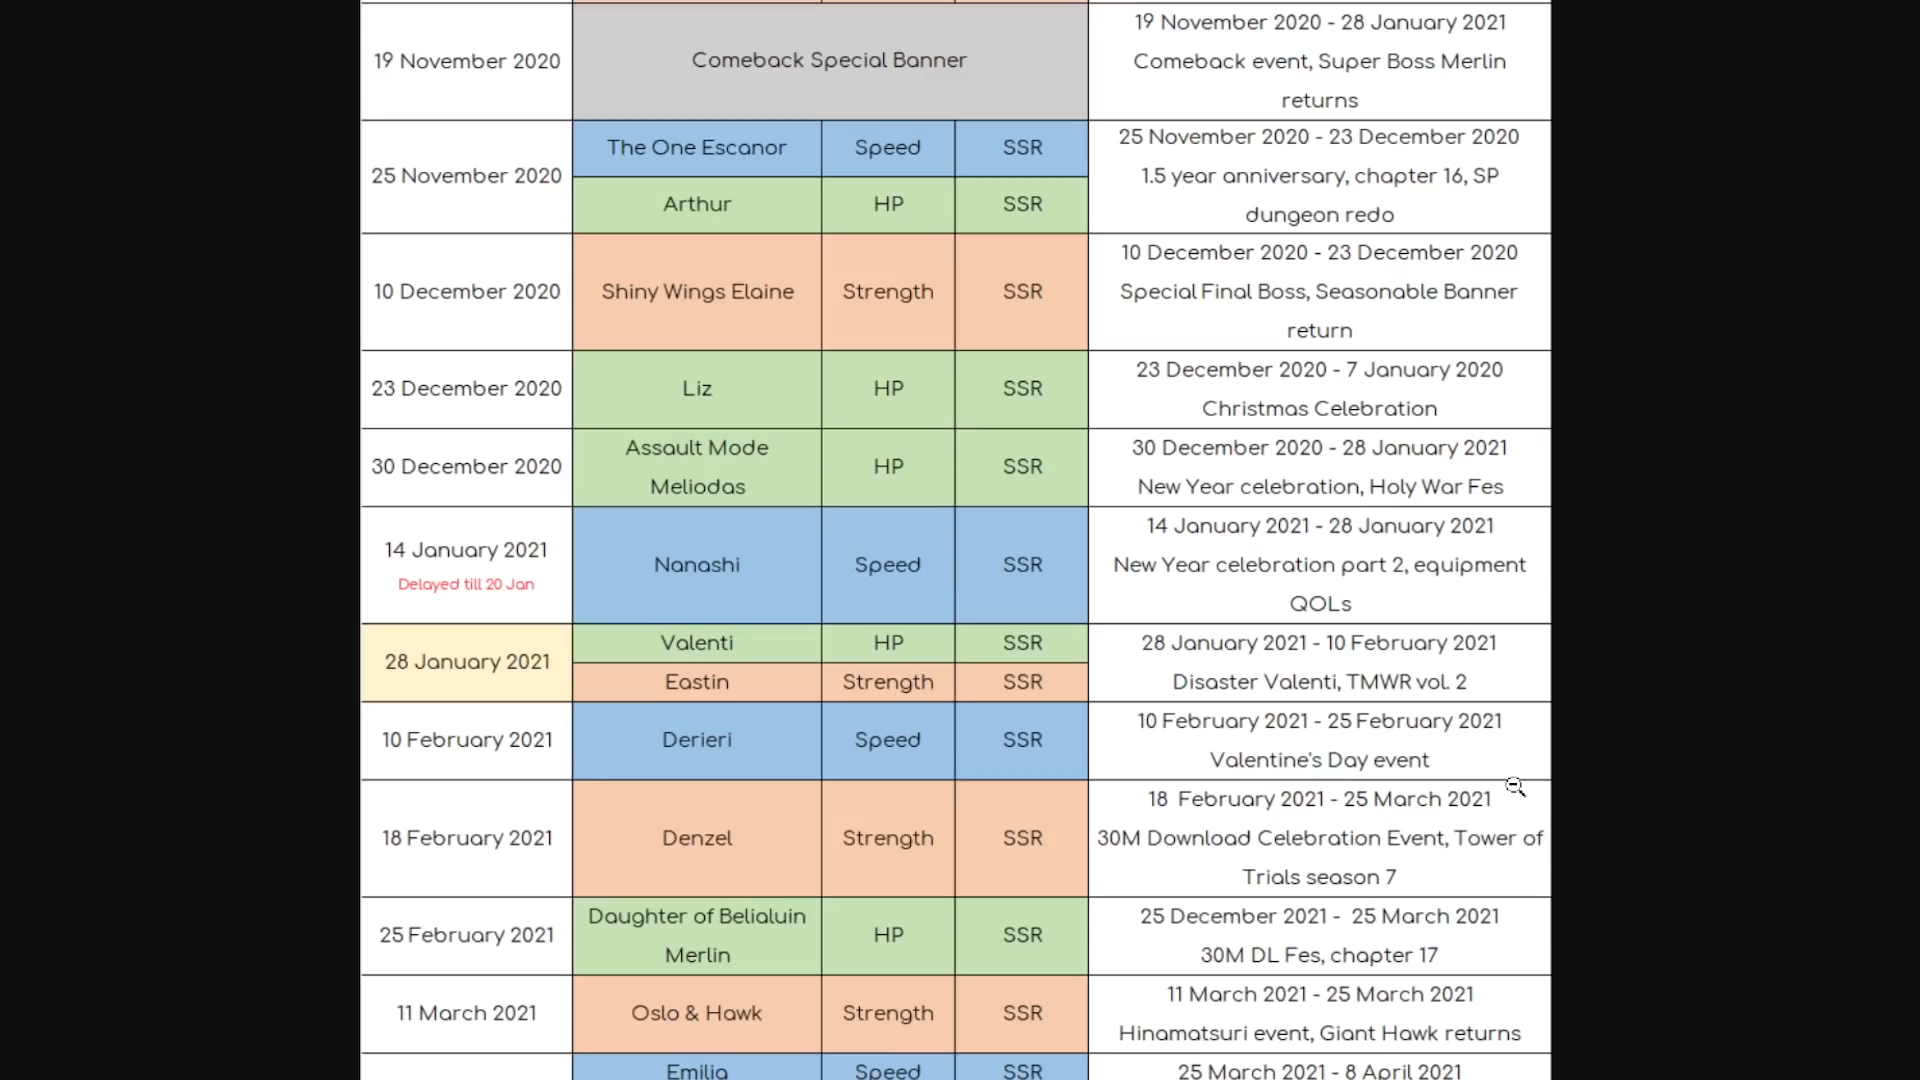 19 November 2020
Comeback Special Banner
19 November 2020 - 28 January 2021
Comeback event, Super Boss Merlin
returns
25 November 2020
The One Escanor
Speed
SSR
Arthur
HP
SSR
25 November 2020 - 23 December 2020
1.5 year anniversary, chapter 16, SP
dungeon redo
10 December 2020
Shiny Wings Elaine
Strength
SSR
10 December 2020 - 23 December 2020
Special Final Boss, Seasonable Banner
return
23 December 2020
Liz
HP
SSR
23 December 2020 - 7 January 2020
Christmas Celebration
30 December 2020
Assault Mode
Meliodas
HP
SSR
30 December 2020 - 28 January 2021
New Year celebration, Holy War Fes
14 January 2021
Delayed till 20 Jan
Nanashi
Speed
SSR
14 January 2021 - 28 January 2021
New Year celebration part 2, equipment
QOLs
28 January 2021
Valenti
HP
SSR
Eastin
Strength
SSR
28 January 2021 - 10 February 2021
Disaster Valenti, TMWR vol. 2
10 February 2021
Derieri
Speed
SSR
10 February 2021 - 25 February 2021
Valentine's Day event
18 February 2021
Denzel
Strength
SSR
18 February 2021 - 25 March 2021
30M Download Celebration Event, Tower of
Trials season 7
25 February 2021
Daughter of Belialuin
Merlin
HP
SSR
25 December 2021 - 25 March 2021
30M DL Fes, chapter 17
11 March 2021
Oslo & Hawk
Strength
SSR
11 March 2021 - 25 March 2021
Hinamatsuri event, Giant Hawk returns
Emilia
Speed
SSR
25 March 2021 - 8 April 2021